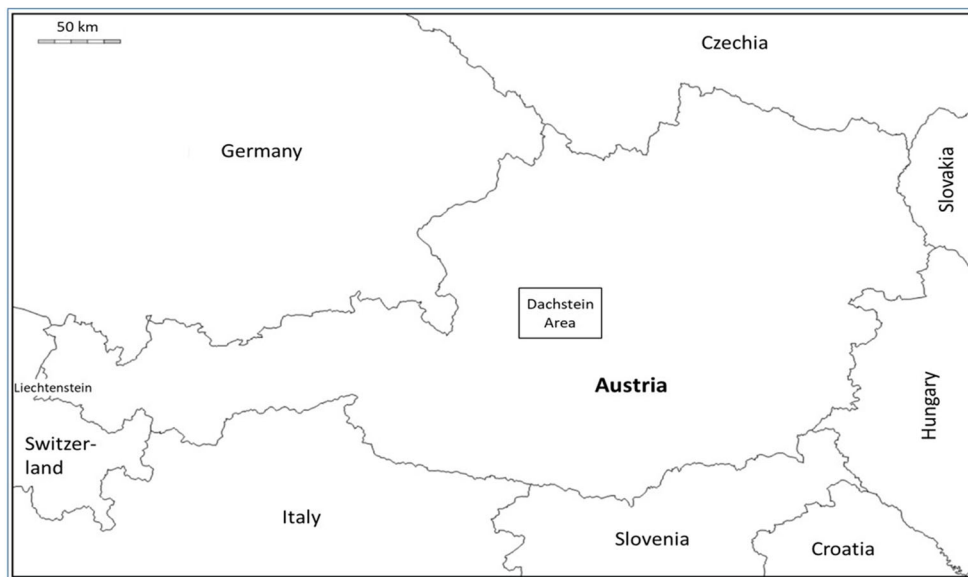 50 km
Czechia
Germany
Slovakia
Dachstein
Area
Liechtenstein
Austria
Hungary
Switzer-
land
Italy
Slovenia
Croatia